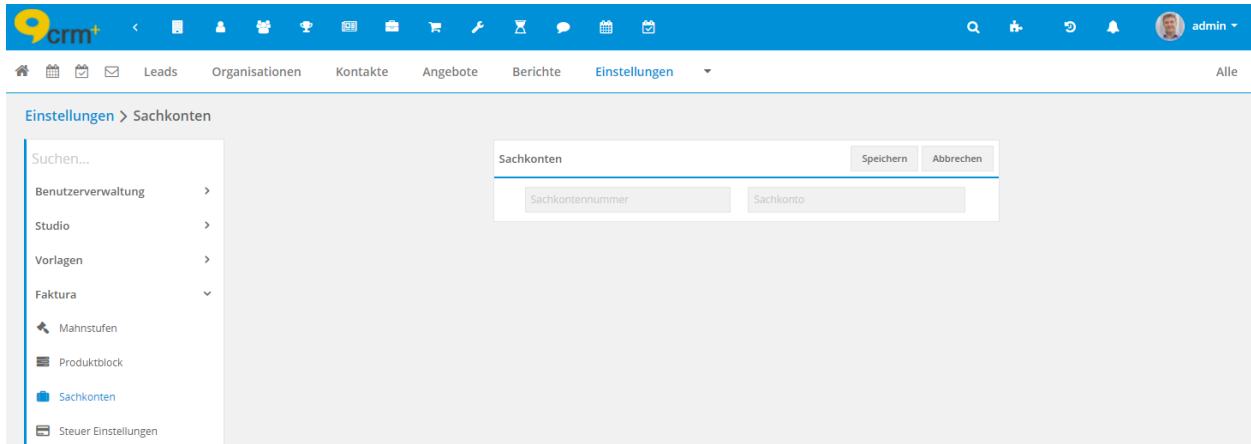 9crm+
admin
Leads Organisationen Kontakte Angebote Berichte Einstellungen Alle
Einstellungen > Sachkonten
Suchen...
Benutzerverwaltung
Studio
Vorlagen
Faktura
Mahnstufen
Produktblock
Sachkonten
Steuer Einstellungen
Sachkonten Speichern Abbrechen
Sachkontennummer Sachkonto